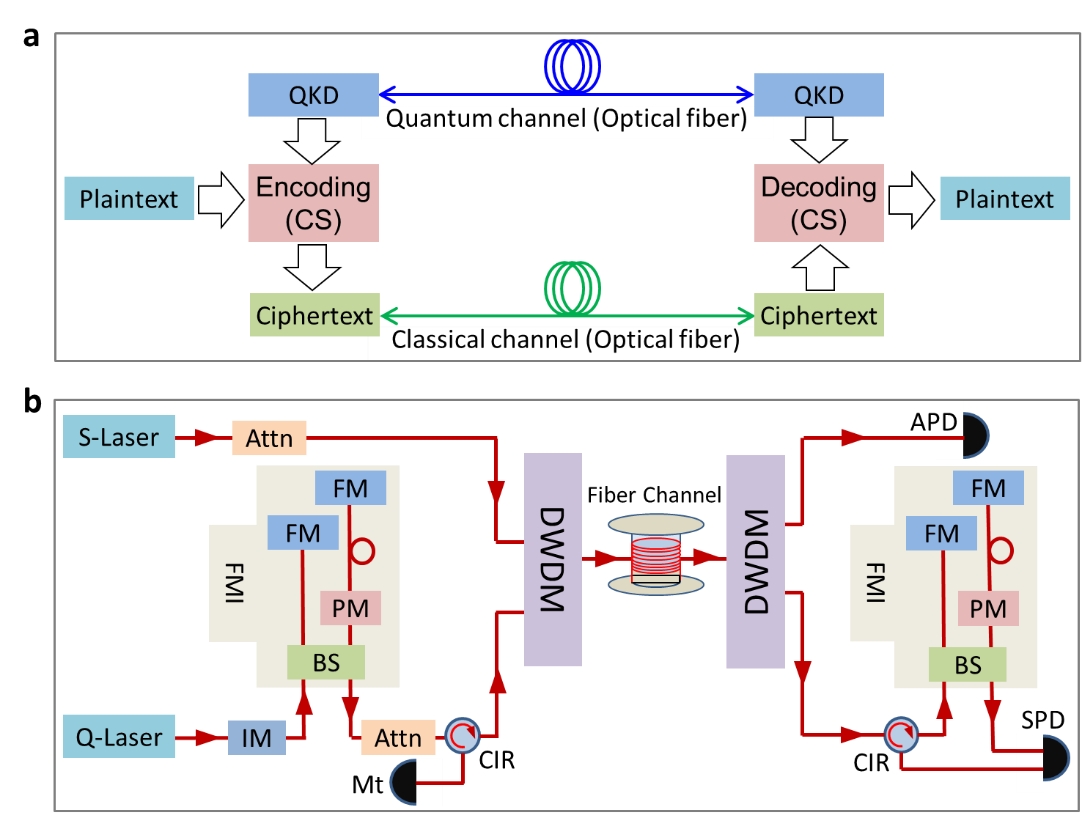 a
QKD
QKD
Quantum channel (Optical fiber)
Plaintext
Encoding
(CS)
Decoding
(CS)
Plaintext
Ciphertext
Ciphertext
Classical channel (Optical fiber)
b
S-Laser
Attn
APD
FM
FM
FMI
PM
BS
DWDM
Fiber Channel
DWDM
FM
FM
FMI
PM
BS
Q-Laser
IM
Attn
CIR
Mt
CIR
SPD